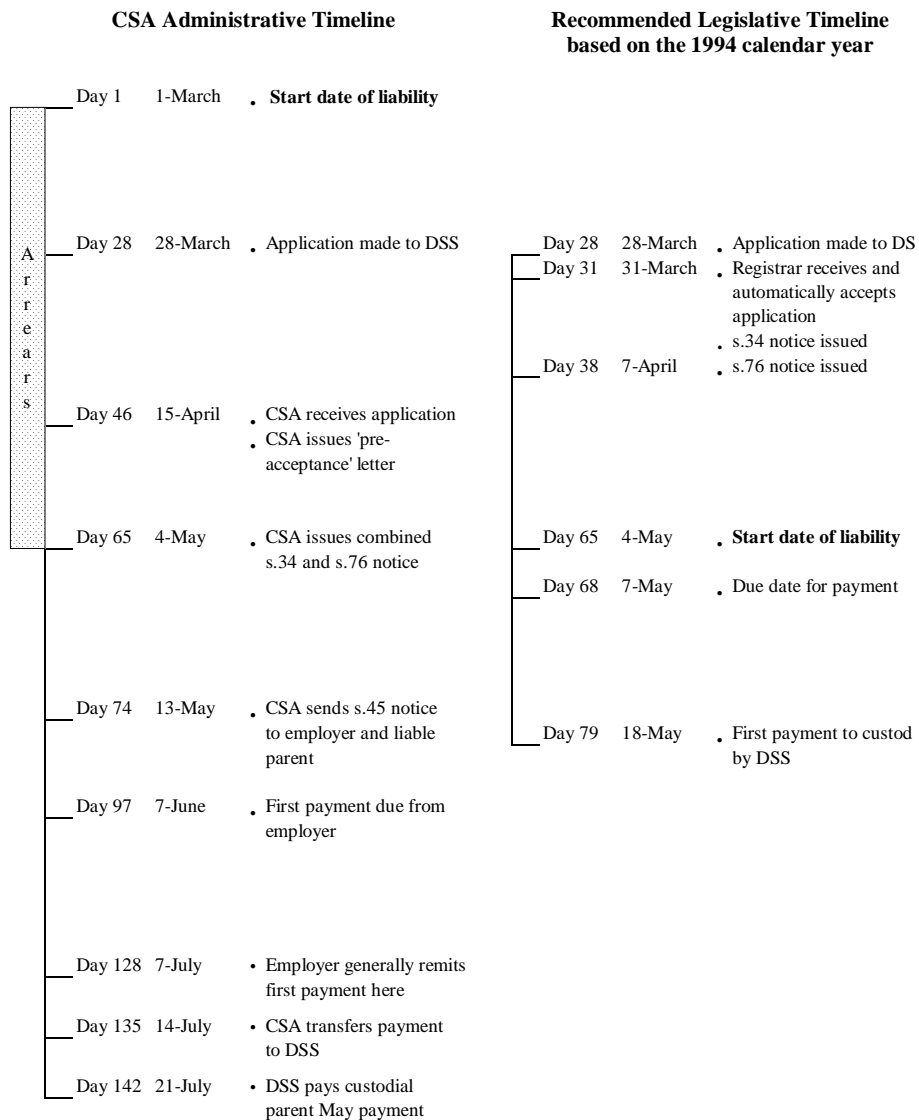 CSA Administrative Timeline
Day 1 1-March • Start date of liability
Arrears
Day 28 28-March • Application made to DSS
Day 46 15-April • CSA receives application
• CSA issues 'pre-
acceptance' letter
Day 65 4-May • CSA issues combined
s.34 and s.76 notice
Day 74 13-May • CSA sends s.45 notice
to employer and liable
parent
Day 97 7-June • First payment due from
employer
Day 128 7-July • Employer generally remits
first payment here
Day 135 14-July • CSA transfers payment
to DSS
Day 142 21-July • DSS pays custodial
parent May payment
Recommended Legislative Timeline
based on the 1994 calendar year
Day 28 28-March • Application made to DS
Day 31 31-March • Registrar receives and
automatically accepts
application
• s.34 notice issued
Day 38 7-April • s.76 notice issued
Day 65 4-May • Start date of liability
Day 68 7-May • Due date for payment
Day 79 18-May • First payment to custod
by DSS